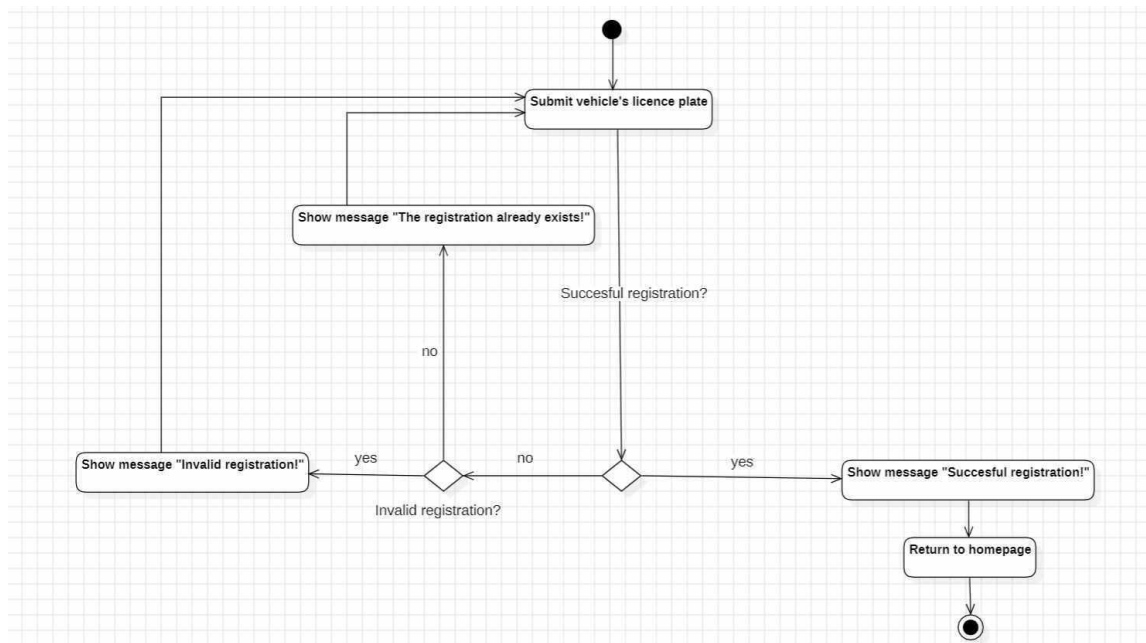 Submit vehicle's licence plate
Show message "The registration already exists!"
Succesful registration?
no
Show message "Invalid registration!"
yes
no
yes
Show message "Succesful registration!"
Invalid registration?
Return to homepage